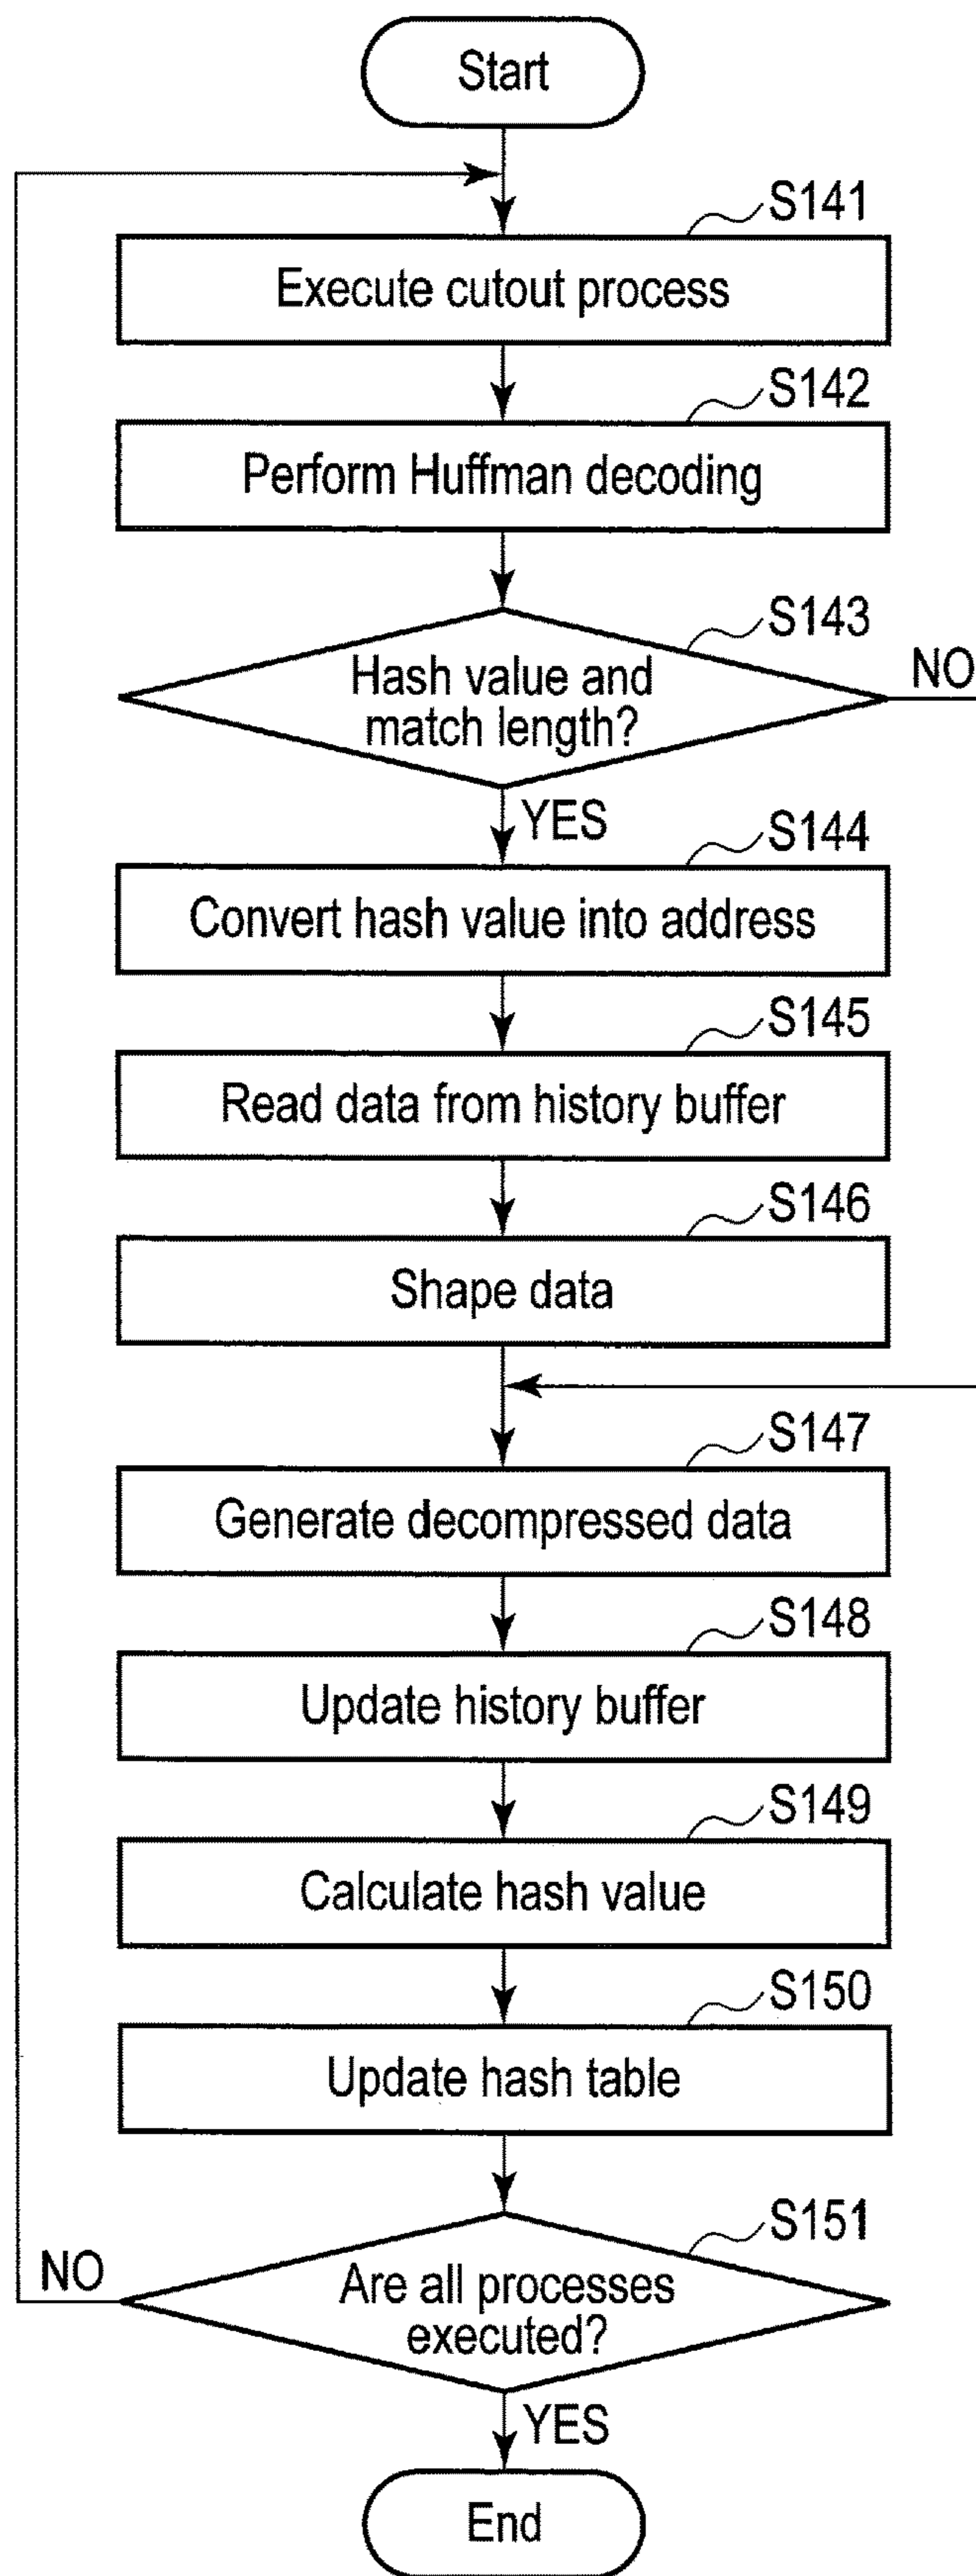 Start
S141
Execute cutout process
S142
Perform Huffman decoding
S143
Hash value and
match length?
NO
YES
S144
Convert hash value into address
S145
Read data from history buffer
S146
Shape data
S147
Generate decompressed data
S148
Update history buffer
S149
Calculate hash value
S150
Update hash table
S151
NO
Are all processes
executed?
YES
End